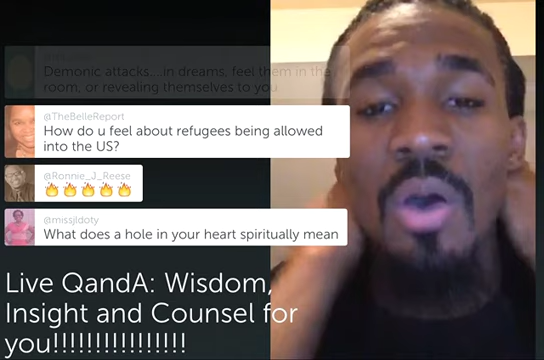 Demonic attacks....in dreams, feel them in the
room, or revealing themselves to you
@TheBelleReport
How do u feel about refugees being allowed
into the US?
@Ronnie_J_Reese
🔥🔥🔥🔥🔥
@missjldoty
What does a hole in your heart spiritually mean
Live QandA: Wisdom,
Insight and Counsel for
you!!!!!!!!!!!!!!!!!